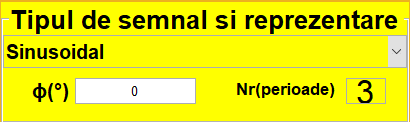 Tipul de semnal si reprezentare
Sinusoidal
ϕ(°) 0 Nr(perioade) 3